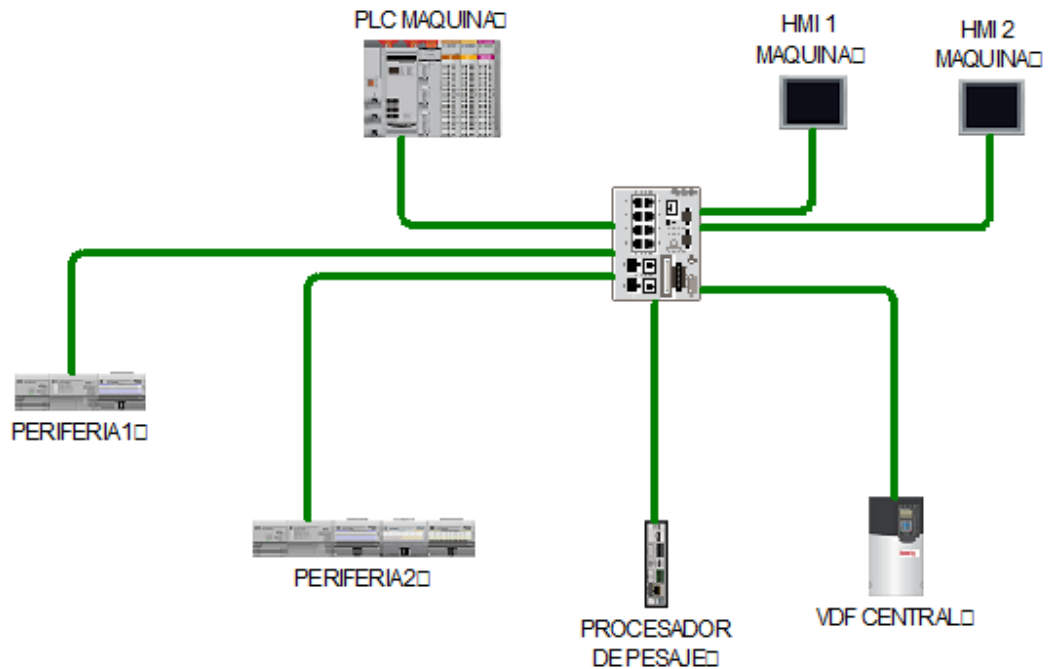 PLC MAQUINA□
HMI 1
MAQUINA□
HMI 2
MAQUINA□
PERIFERIA1□
PERIFERIA2□
PROCESADOR
DE PESAJE□
VDF CENTRAL□